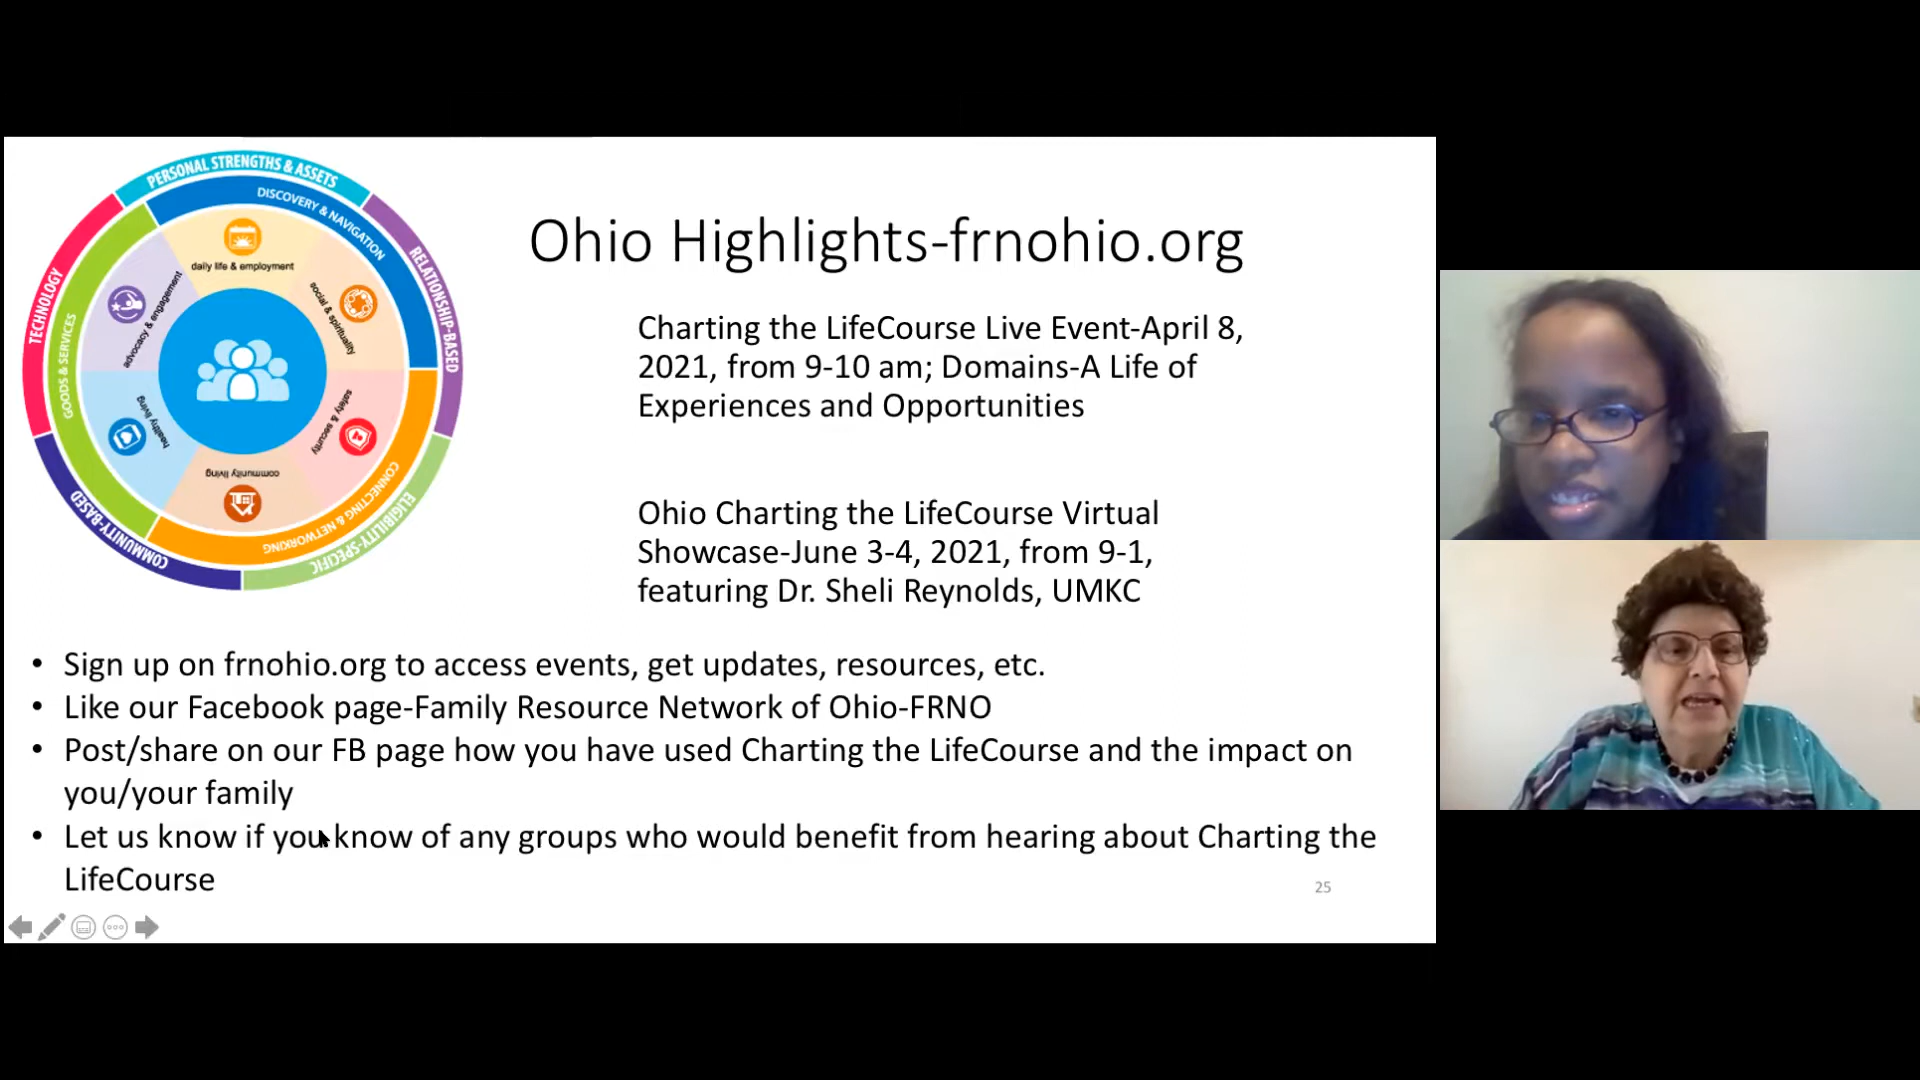 PERSONAL STRENGTHS & ASSETS
TECHNOLOGY
RELATIONSHIP-BASED
COMMUNITY-BASED
ELIGIBILITY-SPECIFIC
DISCOVERY & NAVIGATION
GOODS & SERVICES
CONNECTING & NETWORKING
daily life & employment
social & spirituality
safety & security
community living
healthy living
advocacy & engagement
Ohio Highlights-frnohio.org
Charting the LifeCourse Live Event-April 8,
2021, from 9-10 am; Domains-A Life of
Experiences and Opportunities
Ohio Charting the LifeCourse Virtual
Showcase-June 3-4, 2021, from 9-1,
featuring Dr. Sheli Reynolds, UMKC
• Sign up on frnohio.org to access events, get updates, resources, etc.
• Like our Facebook page-Family Resource Network of Ohio-FRNO
• Post/share on our FB page how you have used Charting the LifeCourse and the impact on
you/your family
• Let us know if you know of any groups who would benefit from hearing about Charting the
LifeCourse
25